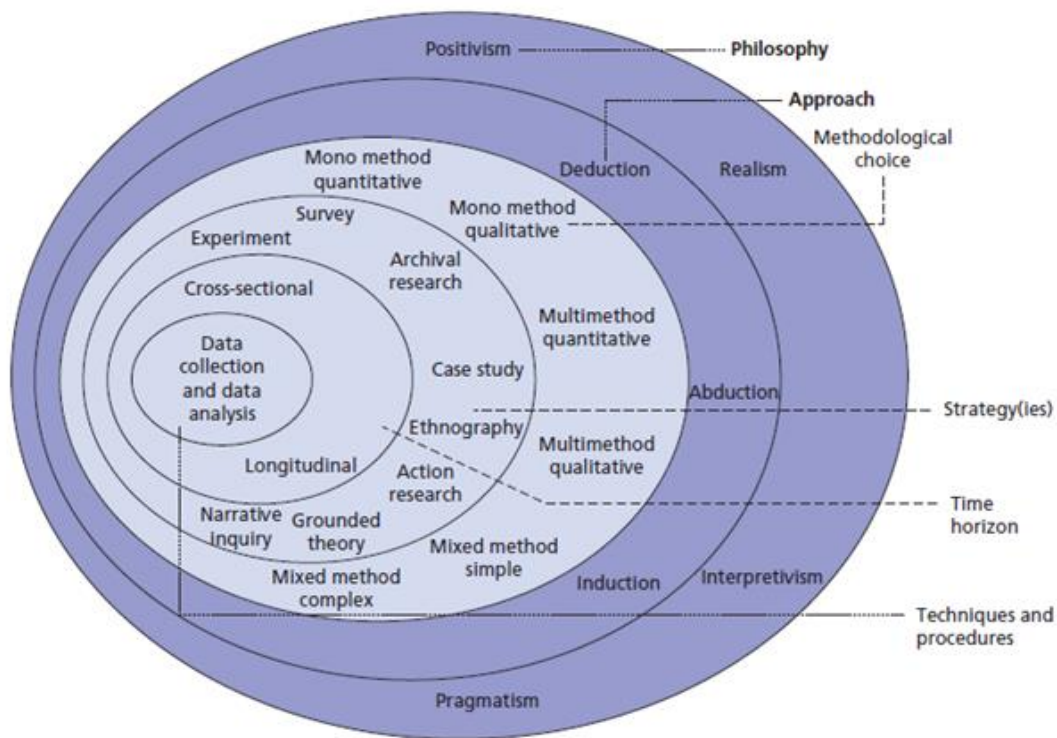 Positivism
Philosophy
Approach
Methodological
choice
Mono method
quantitative
Deduction
Realism
Survey
Mono method
qualitative
Experiment
Archival
research
Cross-sectional
Multimethod
quantitative
Data
collection
and data
analysis
Case study
Abduction
Strategy(ies)
Ethnography
Multimethod
qualitative
Longitudinal
Action
research
Time
horizon
Narrative
Inquiry
Grounded
theory
Mixed method
simple
Mixed method
complex
Induction
Interpretivism
Techniques and
procedures
Pragmatism